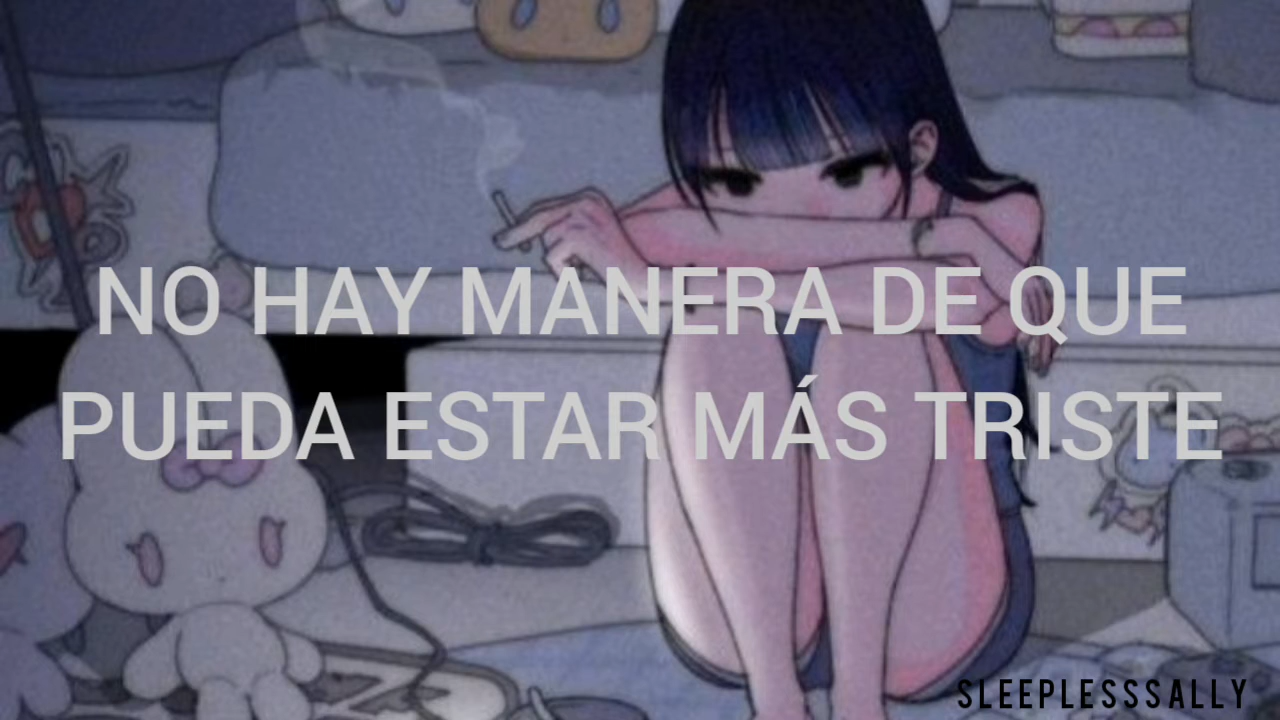 NO HAY MANERA DE QUE
PUEDA ESTAR MÁS TRISTE
SLEEPLESSSALLY